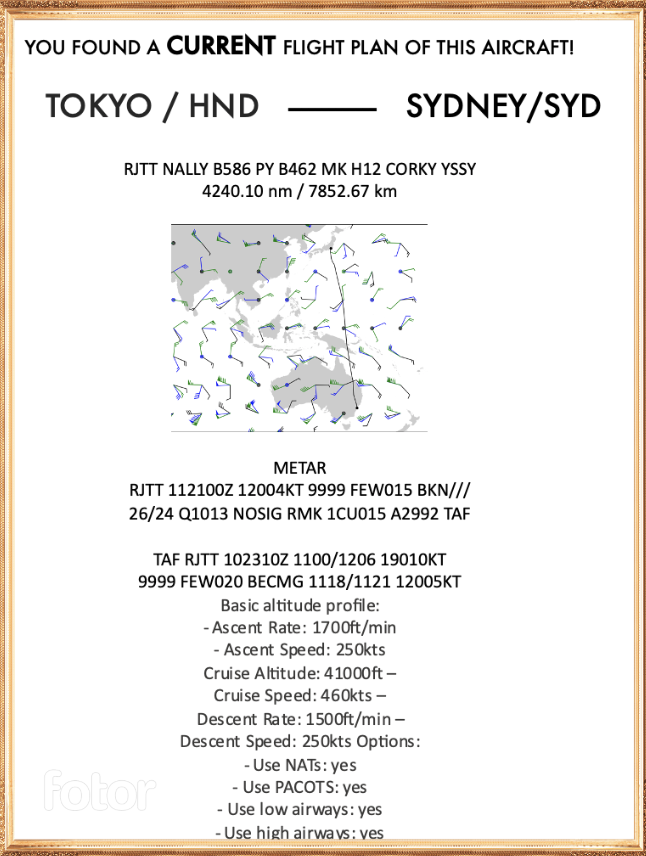 YOU FOUND A CURRENT FLIGHT PLAN OF THIS AIRCRAFT!
TOKYO / HND —— SYDNEY/SYD
RJTT NALLY B586 PY B462 MK H12 CORKY YSSY
4240.10 nm / 7852.67 km
METAR
RJTT 112100Z 12004KT 9999 FEW015 BKN///
26/24 Q1013 NOSIG RMK 1CU015 A2992 TAF
TAF RJTT 102310Z 1100/1206 19010KT
9999 FEW020 BECMG 1118/1121 12005KT
Basic altitude profile:
- Ascent Rate: 1700ft/min
- Ascent Speed: 250kts
Cruise Altitude: 41000ft –
Cruise Speed: 460kts –
Descent Rate: 1500ft/min –
Descent Speed: 250kts Options:
- Use NATs: yes
- Use PACOTS: yes
- Use low airways: yes
- Use high airways: yes
fotor